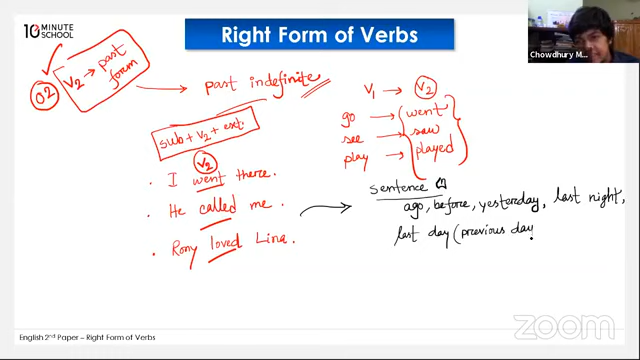 10 MINUTE SCHOOL
Right Form of Verbs
Chowdhury M...
02
V2 → past form
past indefinite
sub + V2 + ext.
V2
I went there.
He called me.
Rony loved Lina.
V1 → V2
go → went
see → saw
play → played
Sentence এ
ago, before, yesterday, last night,
last day (previous day
English 2nd Paper – Right Form of Verbs
zoom